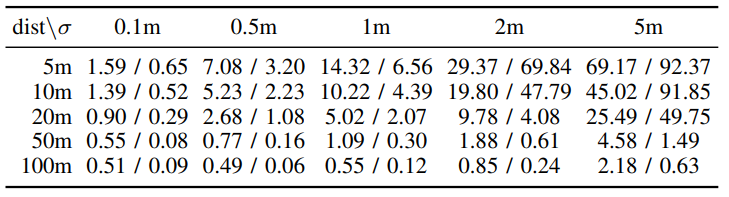 dist\σ 0.1m 0.5m 1m 2m 5m
5m 1.59 / 0.65 7.08 / 3.20 14.32 / 6.56 29.37 / 69.84 69.17 / 92.37
10m 1.39 / 0.52 5.23 / 2.23 10.22 / 4.39 19.80 / 47.79 45.02 / 91.85
20m 0.90 / 0.29 2.68 / 1.08 5.02 / 2.07 9.78 / 4.08 25.49 / 49.75
50m 0.55 / 0.08 0.77 / 0.16 1.09 / 0.30 1.88 / 0.61 4.58 / 1.49
100m 0.51 / 0.09 0.49 / 0.06 0.55 / 0.12 0.85 / 0.24 2.18 / 0.63